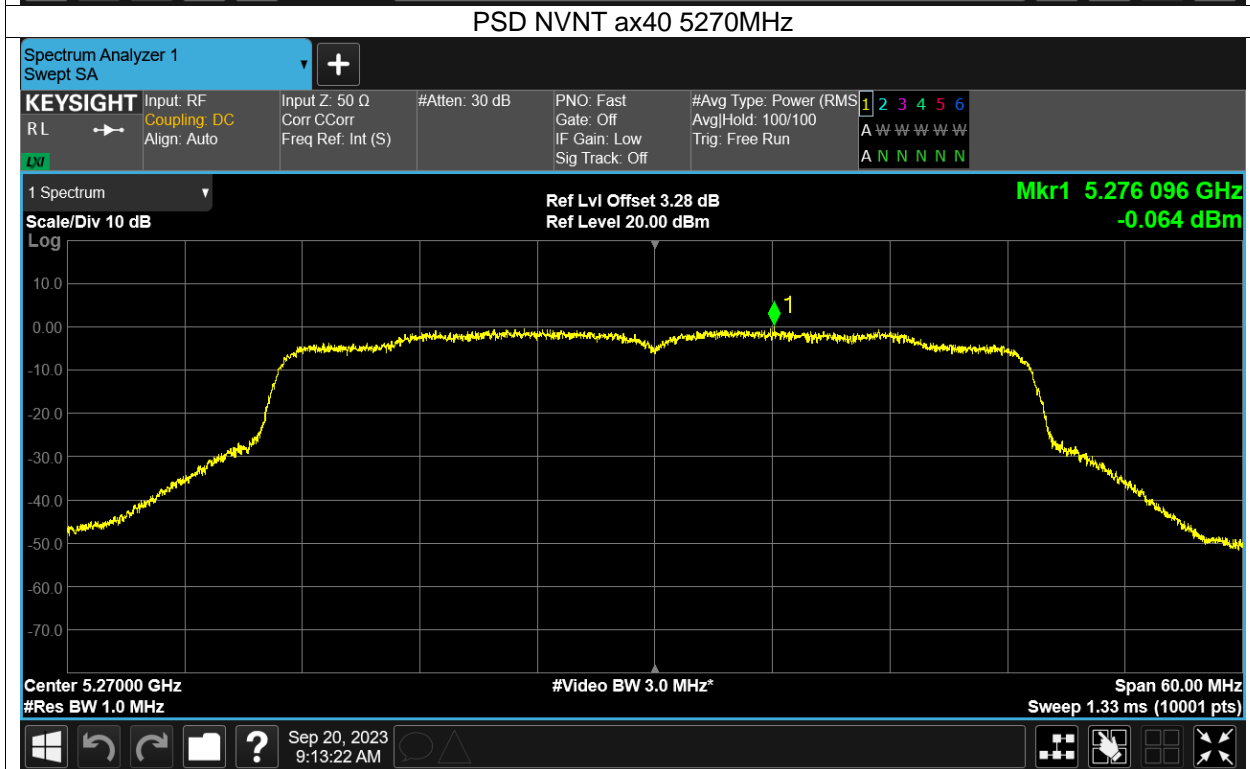 PSD NVNT ax40 5270MHz
Spectrum Analyzer 1
Swept SA
KEYSIGHT
RL
LXI
Input: RF
Coupling: DC
Align: Auto
Input Z: 50 Ω
Corr CCorr
Freq Ref: Int (S)
#Atten: 30 dB
PNO: Fast
Gate: Off
IF Gain: Low
Sig Track: Off
#Avg Type: Power (RMS
Avg|Hold: 100/100
Trig: Free Run
1 2 3 4 5 6
A W W W W W
A N N N N N
1 Spectrum
Scale/Div 10 dB
Ref Lvl Offset 3.28 dB
Ref Level 20.00 dBm
Mkr1 5.276 096 GHz
-0.064 dBm
Log
10.0
0.00
-10.0
-20.0
-30.0
-40.0
-50.0
-60.0
-70.0
1
Center 5.27000 GHz
#Res BW 1.0 MHz
#Video BW 3.0 MHz*
Span 60.00 MHz
Sweep 1.33 ms (10001 pts)
?
Sep 20, 2023
9:13:22 AM